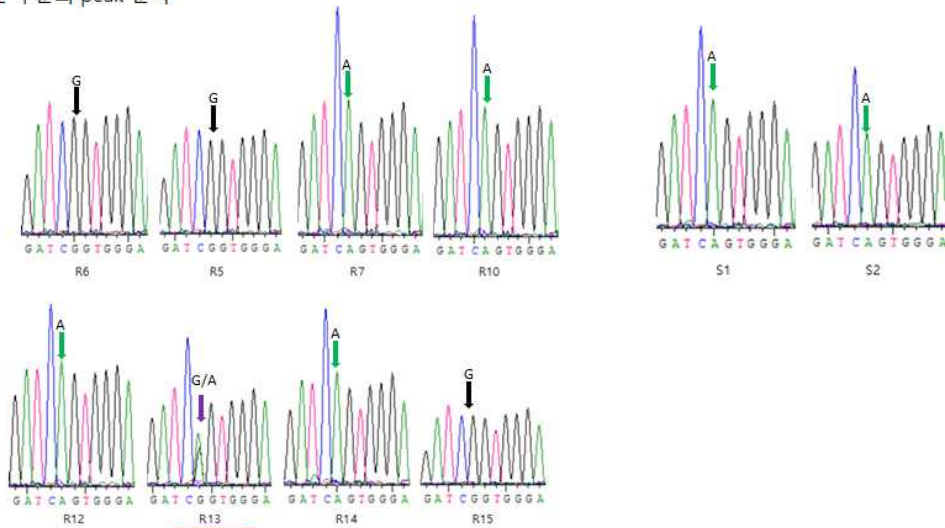 G
G
A
A
A
A
GATCGGTGGGA
GATCGGTGGGA
GATCAGTGGGA
GATCAGTGGGA
GATCAGTGGGA
GATCAGTGGGA
R6
R5
R7
R10
S1
S2
A
G/A
A
G
GATCAGTGGGA
GATCGGTGGGA
GATCAGTGGGA
GATCGGTGGGA
R12
R13
R14
R15